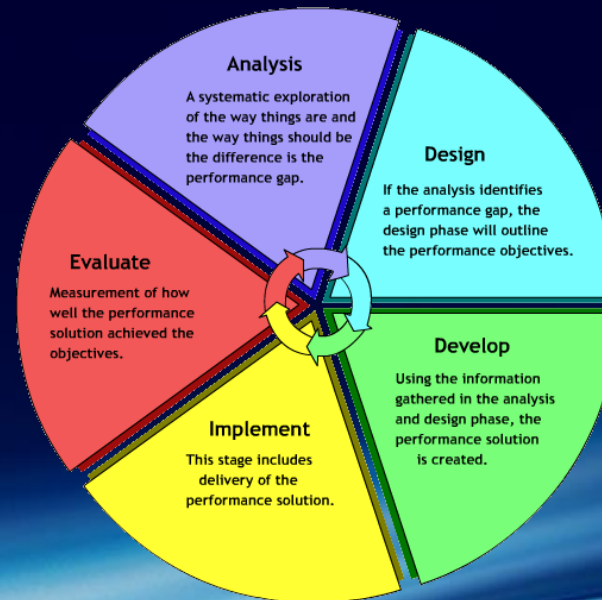 Analysis
A systematic exploration
of the way things are and
the way things should be
the difference is the
performance gap.
Design
If the analysis identifies
a performance gap, the
design phase will outline
the performance objectives.
Develop
Using the information
gathered in the analysis
and design phase, the
performance solution
is created.
Implement
This stage includes
delivery of the
performance solution.
Evaluate
Measurement of how
well the performance
solution achieved the
objectives.